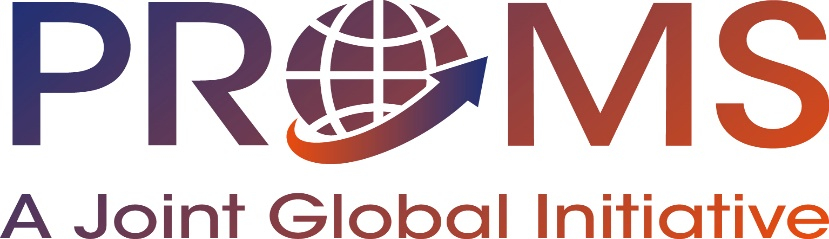 PROMS
A Joint Global Initiative